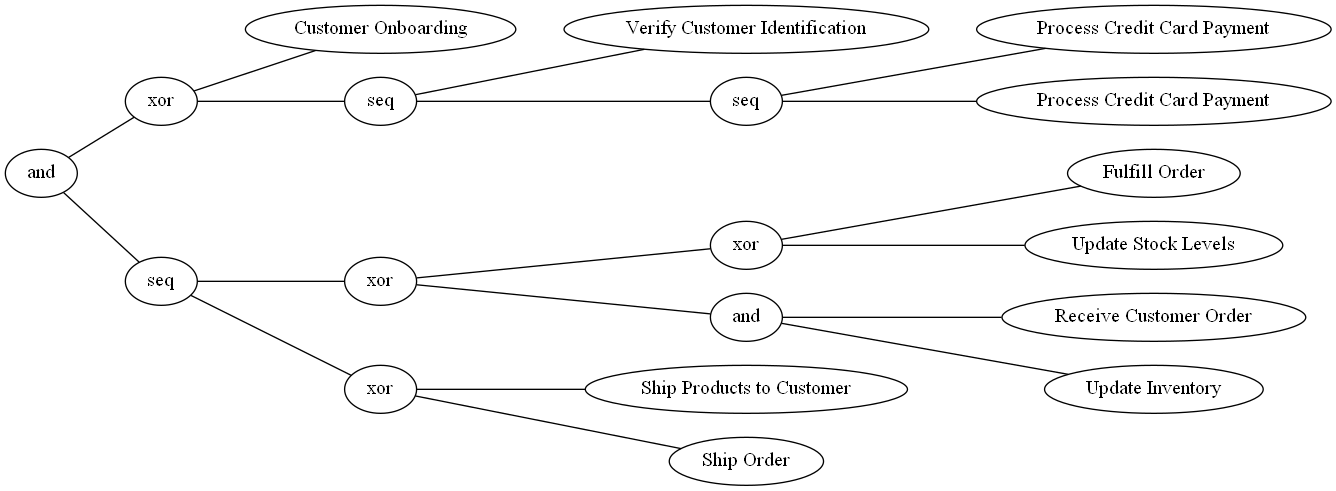 Customer Onboarding
Verify Customer Identification
Process Credit Card Payment
xor
seq
seq
Process Credit Card Payment
and
Fulfill Order
xor
Update Stock Levels
seq
xor
and
Receive Customer Order
xor
Ship Products to Customer
Update Inventory
Ship Order